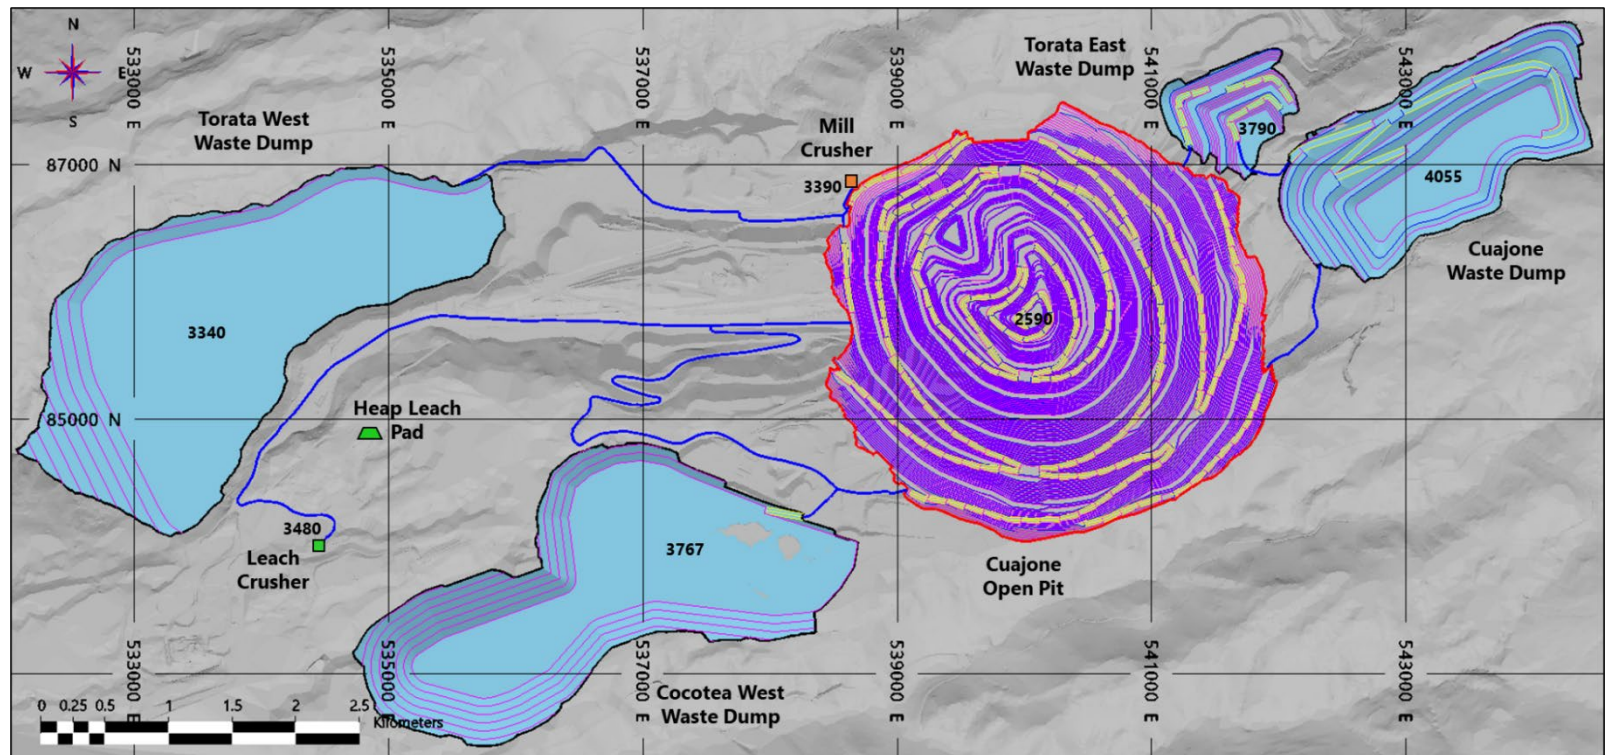 N
W E
S
533000 E
535000 E
537000 E
539000 E
541000 E
543000 E
Torata East
Waste Dump
Torata West
Waste Dump
Mill
Crusher
3790
87000 N
3390
4055
Cuajone
Waste Dump
2590
3340
Heap Leach
Pad
85000 N
3480
Leach
Crusher
3767
Cuajone
Open Pit
533000 E
535000 E
537000 E
539000 E
541000 E
543000 E
Cocotea West
Waste Dump
0 0.25 0.5 1 1.5 2 2.5
Kilometers